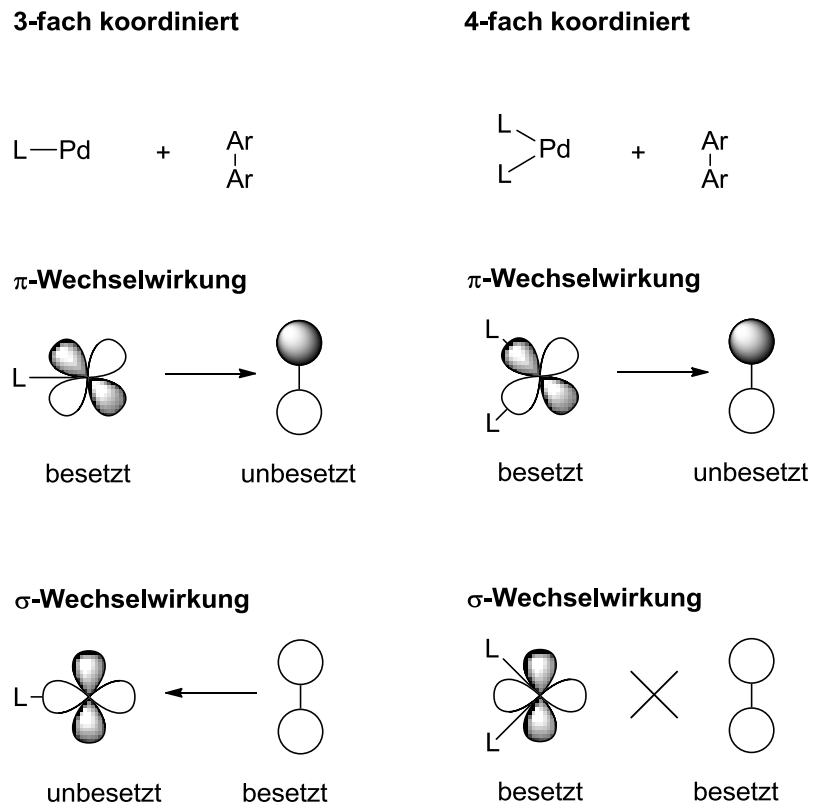 3-fach koordiniert
4-fach koordiniert
L Pd + Ar
Ar
L
L Pd + Ar
Ar
π-Wechselwirkung
π-Wechselwirkung
L
L
L
besetzt unbesetzt
besetzt unbesetzt
σ-Wechselwirkung
σ-Wechselwirkung
L
L
L
unbesetzt besetzt
besetzt besetzt